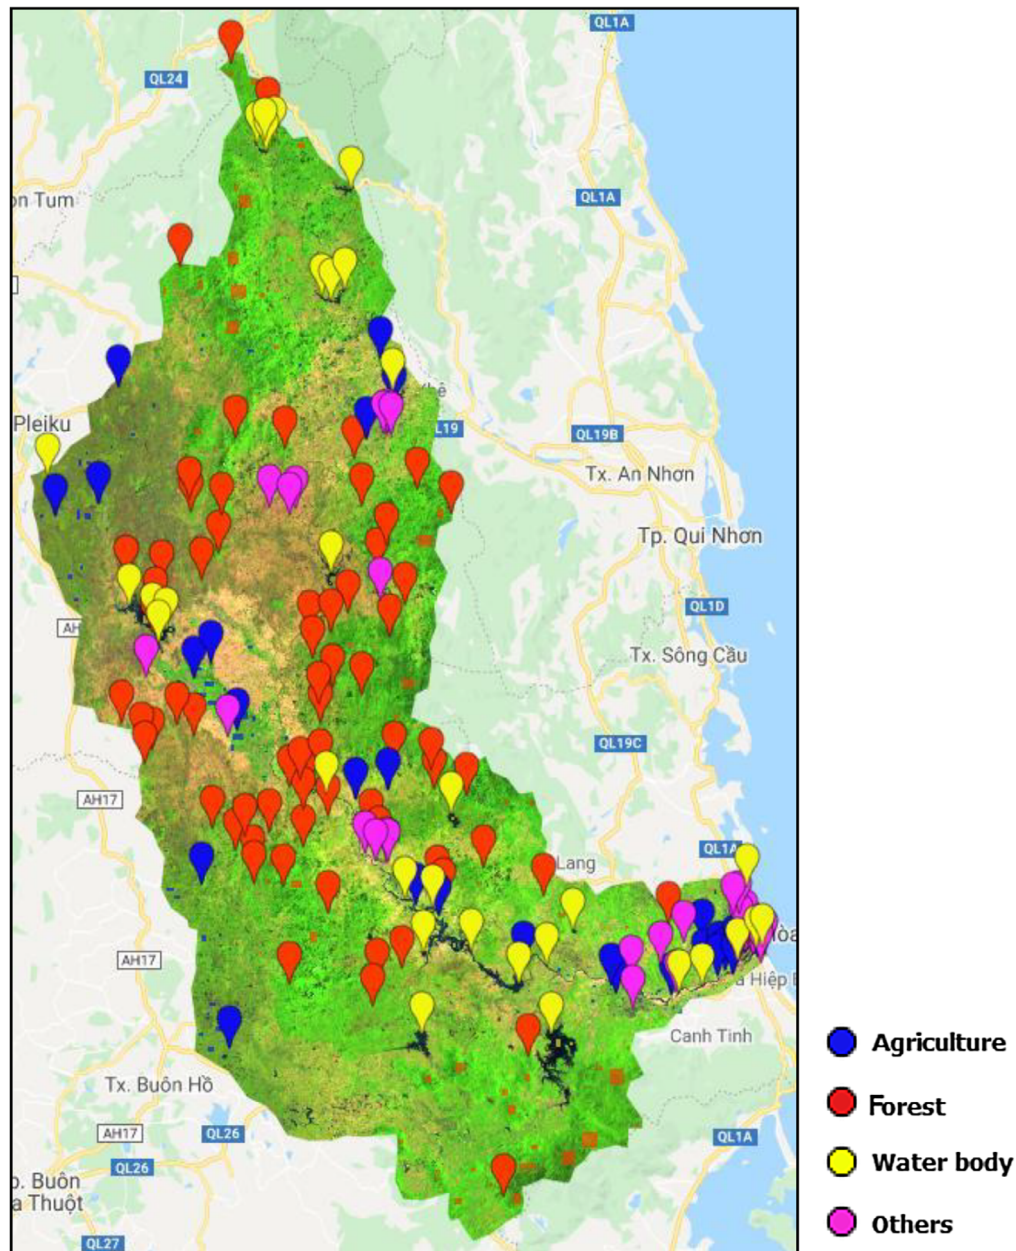 QL1A
QL24
QL1A
on Tum
Pleiku
L19
QL19B
Tx. An Nhơn
Tp. Qui Nhơn
QL1D
AH
Tx. Sông Cầu
QL19C
AH17
QL1A
Lang
AH17
Hiệp
Canh Tinh
Agriculture
Forest
Tx. Buôn Hồ
AH17
QL26
QL1A
Water body
QL26
o. Buôn
a Thuột
Others
QL27